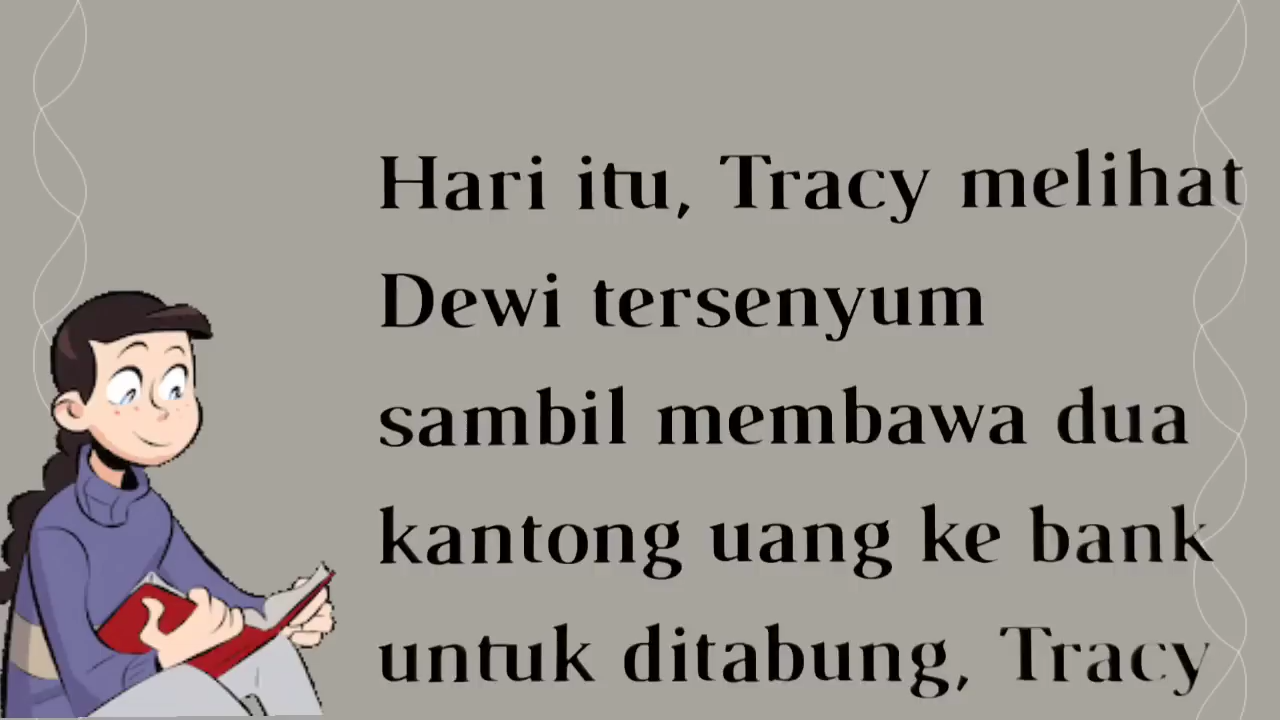 Hari itu, Tracy melihat
Dewi tersenyum
sambil membawa dua
kantong uang ke bank
untuk ditabung, Tracy